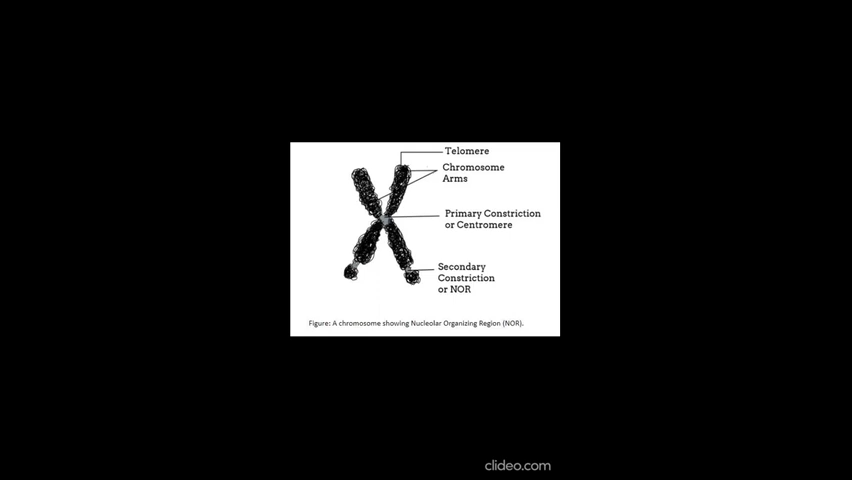 Telomere
Chromosome
Arms
Primary Constriction
or Centromere
Secondary
Constriction
or NOR
Figure: A chromosome showing Nucleolar Organizing Region (NOR).
clideo.com